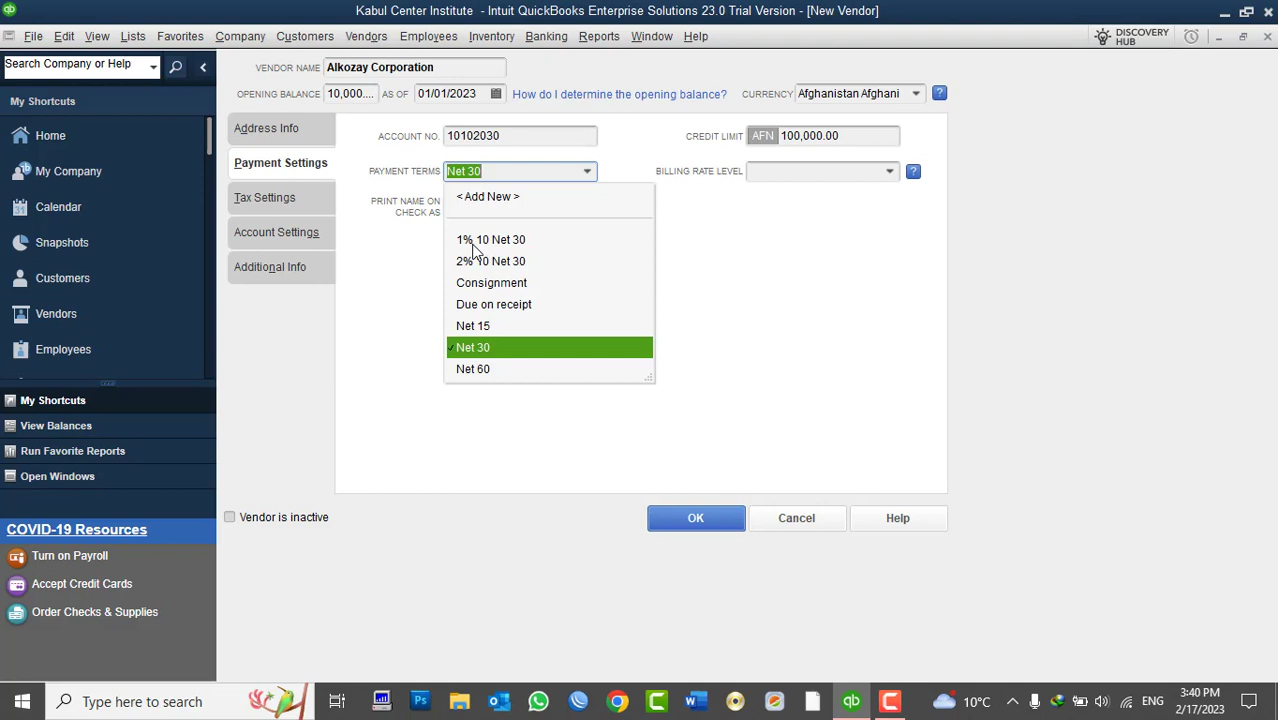 Kabul Center Institute - Intuit QuickBooks Enterprise Solutions 23.0 Trial Version - [New Vendor]
File Edit View Lists Favorites Company Customers Vendors Employees Inventory Banking Reports Window Help
DISCOVERY HUB
Search Company or Help
My Shortcuts
Home
My Company
Calendar
Snapshots
Customers
Vendors
Employees
My Shortcuts
View Balances
Run Favorite Reports
Open Windows
COVID-19 Resources
Turn on Payroll
Accept Credit Cards
Order Checks & Supplies
VENDOR NAME Alkozay Corporation
OPENING BALANCE 10,000.... AS OF 01/01/2023 How do I determine the opening balance? CURRENCY Afghanistan Afghani ?
Address Info
Payment Settings
Tax Settings
Account Settings
Additional Info
ACCOUNT NO. 10102030 CREDIT LIMIT AFN 100,000.00
PAYMENT TERMS Net 30 BILLING RATE LEVEL ?
PRINT NAME ON
CHECK AS
< Add New >
1% 10 Net 30
2% 10 Net 30
Consignment
Due on receipt
Net 15
Net 30
Net 60
Vendor is inactive
OK Cancel Help
Type here to search
10°C ENG 3:40 PM
2/17/2023